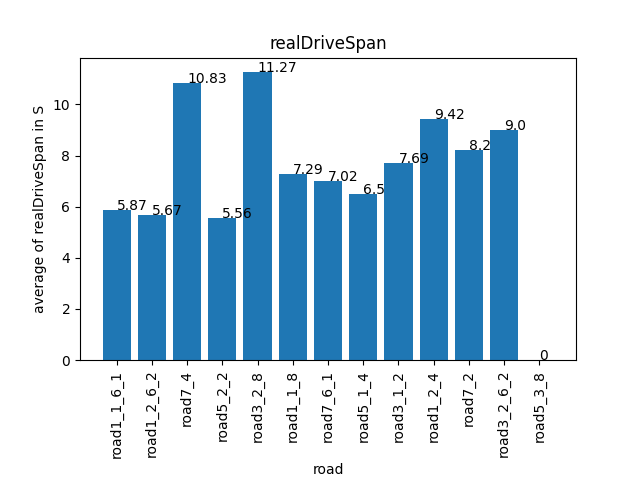 realDriveSpan
average of realDriveSpan in S
10
8
6
4
2
0
5.87
5.67
10.83
5.56
11.27
7.29
7.02
6.5
7.69
9.42
8.2
9.0
0
road1_1_6_1
road1_2_6_2
road7_4
road5_2_2
road3_2_8
road1_1_8
road7_6_1
road5_1_4
road3_1_2
road1_2_4
road7_2
road3_2_6_2
road5_3_8
road